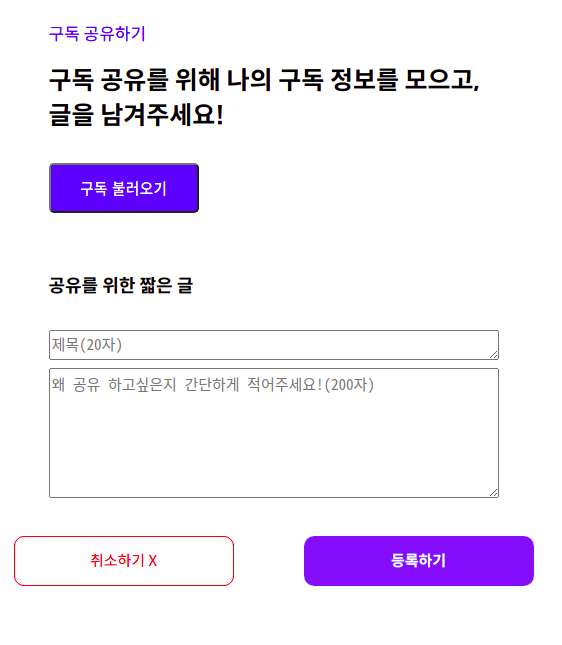 구독 공유하기
구독 공유를 위해 나의 구독 정보를 모으고,
글을 남겨주세요!
구독 불러오기
공유를 위한 짧은 글
제목(20자)
왜 공유 하고싶은지 간단하게 적어주세요!(200자)
취소하기 X
등록하기